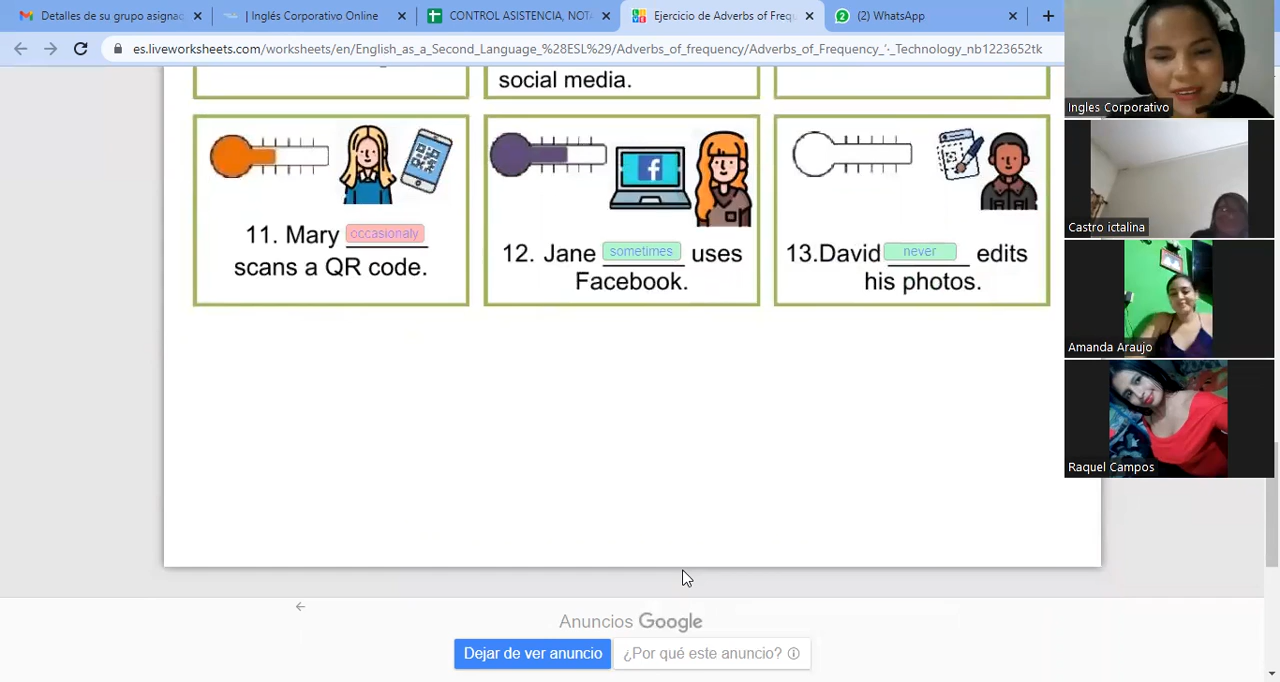 Detalles de su grupo asignac
| Inglés Corporativo Online
CONTROL ASISTENCIA, NOTA
Ejercicio de Adverbs of Frequ
(2) WhatsApp
es.liveworksheets.com/worksheets/en/English_as_a_Second_Language_%28ESL%29/Adverbs_of_frequency/Adverbs_of_Frequency_·-_Technology_nb1223652tk
social media.
11. Mary occasionaly
scans a QR code.
12. Jane sometimes uses
Facebook.
13.David never edits
his photos.
Ingles Corporativo
Castro ictalina
Amanda Araujo
Raquel Campos
Anuncios Google
Dejar de ver anuncio
¿Por qué este anuncio?